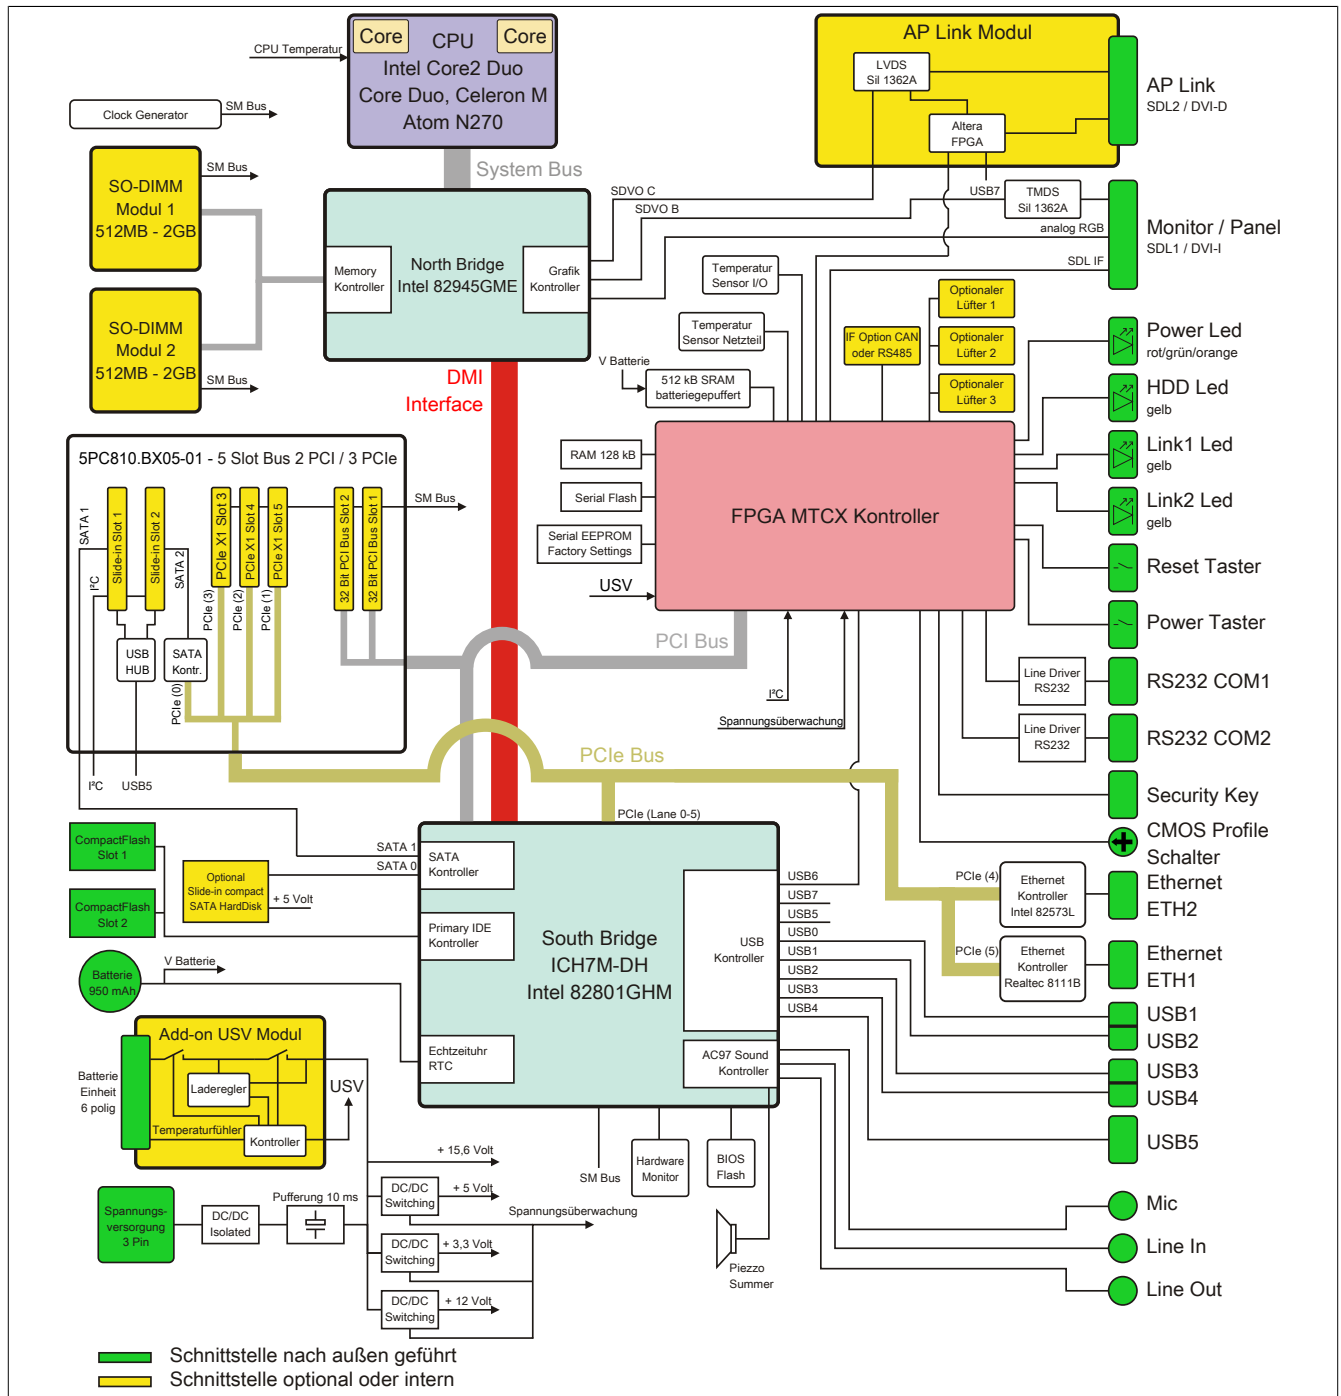 Core
CPU
Core
Intel Core2 Duo
Core Duo, Celeron M
Atom N270
CPU Temperatur
Clock Generator
SM Bus
SO-DIMM
Modul 1
512MB - 2GB
SM Bus
SO-DIMM
Modul 2
512MB - 2GB
SM Bus
System Bus
Memory
Kontroller
North Bridge
Intel 82945GME
Grafik
Kontroller
SDVO C
SDVO B
analog RGB
SDL IF
USB7
AP Link Modul
LVDS
Sil 1362A
Altera
FPGA
TMDS
Sil 1362A
AP Link
SDL2 / DVI-D
Monitor / Panel
SDL1 / DVI-I
DMI
Interface
Temperatur
Sensor I/O
Temperatur
Sensor Netzteil
V Batterie
512 kB SRAM
batteriegepuffert
IF Option CAN
oder RS485
Optionaler
Lüfter 1
Optionaler
Lüfter 2
Optionaler
Lüfter 3
RAM 128 kB
Serial Flash
Serial EEPROM
Factory Settings
USV
FPGA MTCX Kontroller
I²C
Spannungsüberwachung
Power Led
rot/grün/orange
HDD Led
gelb
Link1 Led
gelb
Link2 Led
gelb
Reset Taster
Power Taster
Line Driver
RS232
RS232 COM1
Line Driver
RS232
RS232 COM2
Security Key
CMOS Profile
Schalter
5PC810.BX05-01 - 5 Slot Bus 2 PCI / 3 PCIe
SATA 1
I²C
Slide-in Slot 1
Slide-in Slot 2
SATA 2
PCIe X1 Slot 3
PCIe X1 Slot 4
PCIe X1 Slot 5
32 Bit PCI Bus Slot 2
32 Bit PCI Bus Slot 1
SM Bus
PCIe (3)
PCIe (2)
PCIe (1)
PCIe (0)
USB
HUB
SATA
Kontr.
I²C
USB5
PCI Bus
PCIe Bus
PCIe (Lane 0-5)
PCIe (4)
Ethernet
Kontroller
Intel 82573L
Ethernet
ETH2
PCIe (5)
Ethernet
Kontroller
Realtec 8111B
Ethernet
ETH1
CompactFlash
Slot 1
CompactFlash
Slot 2
Optional
Slide-in compact
SATA HardDisk
+ 5 Volt
SATA 1
SATA 0
SATA
Kontroller
Primary IDE
Kontroller
Echtzeituhr
RTC
South Bridge
ICH7M-DH
Intel 82801GHM
USB
Kontroller
AC97 Sound
Kontroller
USB6
USB7
USB5
USB0
USB1
USB2
USB3
USB4
USB1
USB2
USB3
USB4
USB5
Mic
Line In
Line Out
Batterie
950 mAh
V Batterie
Add-on USV Modul
Laderegler
Temperaturfühler
Kontroller
Batterie
Einheit
6 polig
USV
SM Bus
Hardware
Monitor
BIOS
Flash
Piezzo
Summer
Spannungs-
versorgung
3 Pin
DC/DC
Isolated
Pufferung 10 ms
+ 15,6 Volt
DC/DC
Switching
+ 5 Volt
Spannungsüberwachung
DC/DC
Switching
+ 3,3 Volt
DC/DC
Switching
+ 12 Volt
Schnittstelle nach außen geführt
Schnittstelle optional oder intern